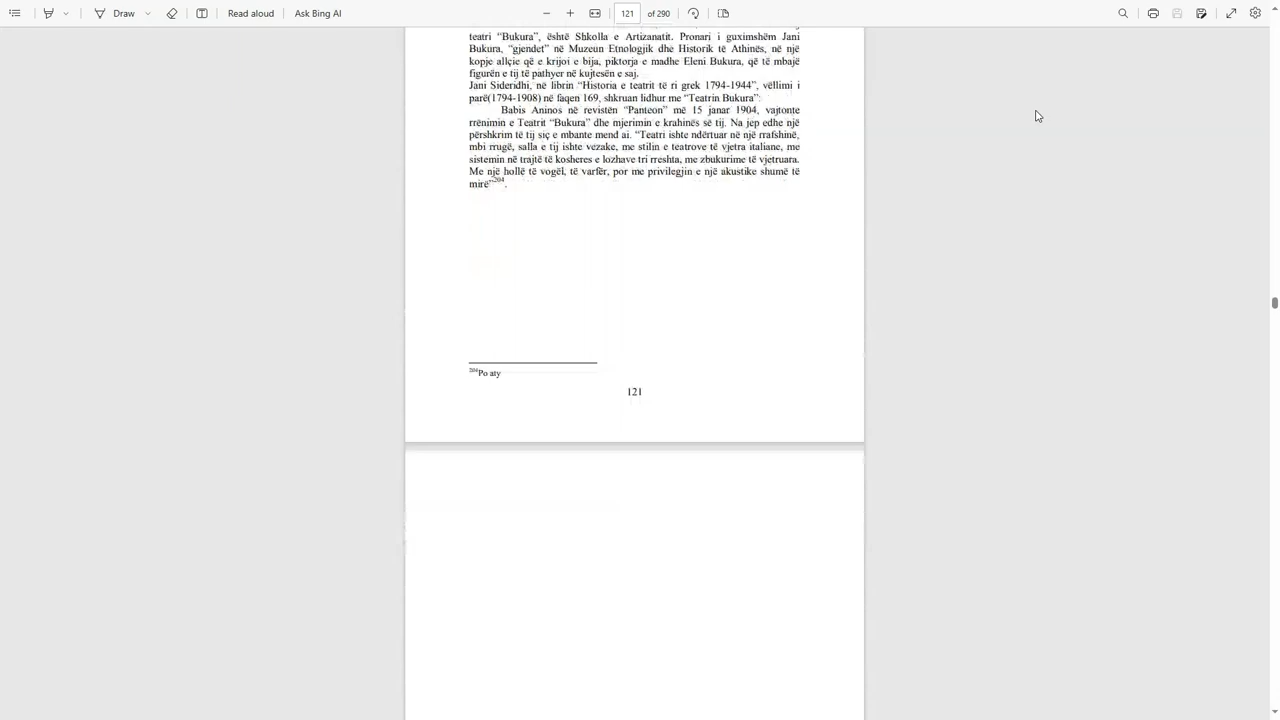 Draw
Read aloud
Ask Bing AI
121 of 290
teatri “Bukura”, është Shkolla e Artizanatit. Pronari i guximshëm Jani
Bukura, “gjendet” në Muzeun Etnologjik dhe Historik të Athinës, në një
kopje allçie që e krijoi e bija, piktorja e madhe Eleni Bukura, që të mbajë
figurën e tij të pathyer në kujtesën e saj.
Jani Sideridhi, në librin “Historia e teatrit të ri grek 1794-1944”, vëllimi i
parë(1794-1908) në faqen 169, shkruan lidhur me “Teatrin Bukura”:
Babis Aninos në revistën “Panteon” më 15 janar 1904, vajtonte
rrënimin e Teatrit “Bukura” dhe mjerimin e krahinës së tij. Na jep edhe një
përshkrim të tij siç e mbante mend ai. “Teatri ishte ndërtuar në një rrafshinë,
mbi rrugë, salla e tij ishte vezake, me stilin e teatrove të vjetra italiane, me
sistemin në trajtë të kosheres e lozhave tri rreshta, me zbukurime të vjetruara.
Me një hollë të vogël, të varfër, por me privilegjin e një akustike shumë të
mirë”204.
204Po aty
121